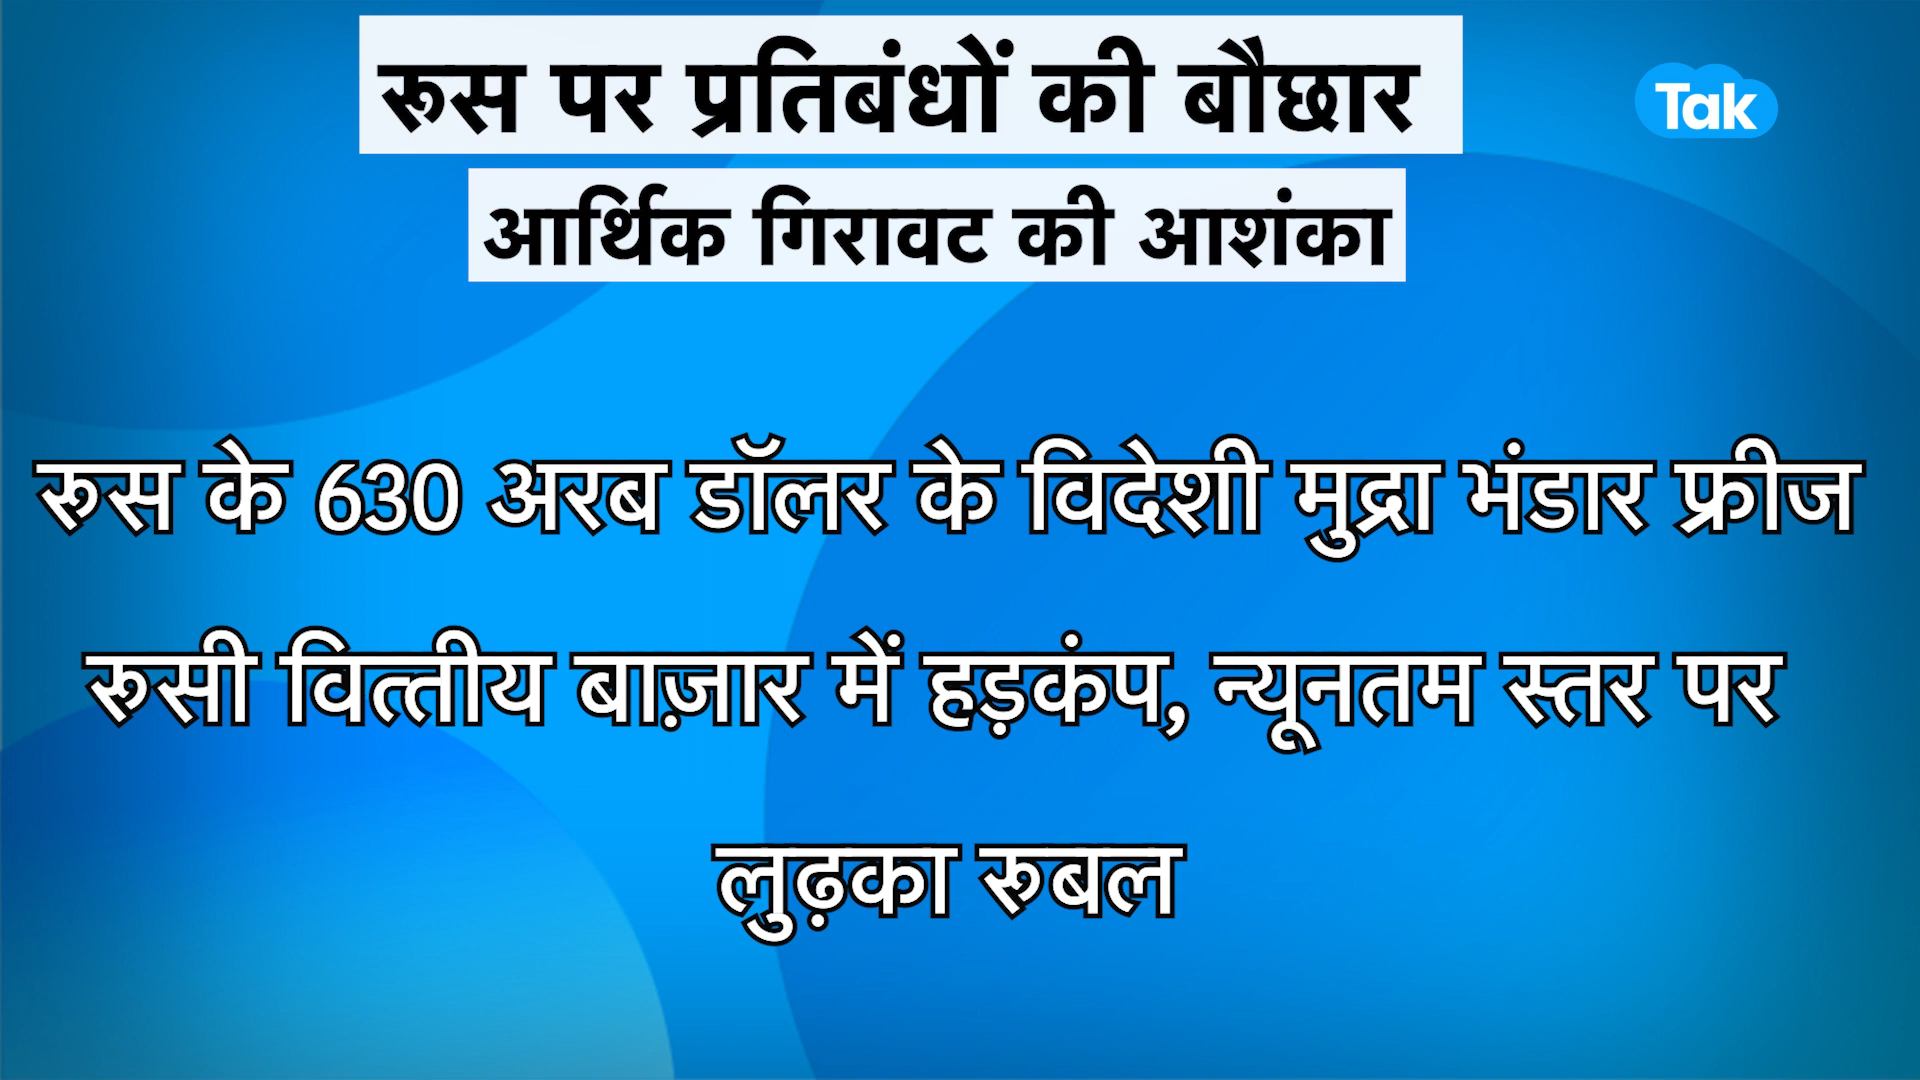 रूस पर प्रतिबंधों की बौछार
Tak
आर्थिक गिरावट की आशंका
रूस के 630 अरब डॉलर के विदेशी मुद्रा भंडार फ्रीज
रूसी वित्तीय बाज़ार में हड़कंप, न्यूनतम स्तर पर
लुढ़का रूबल